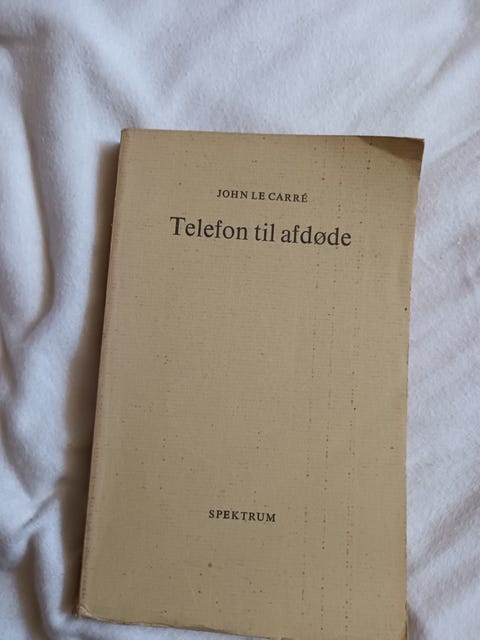 JOHN LE CARRÉ
Telefon til afdøde
SPEKTRUM